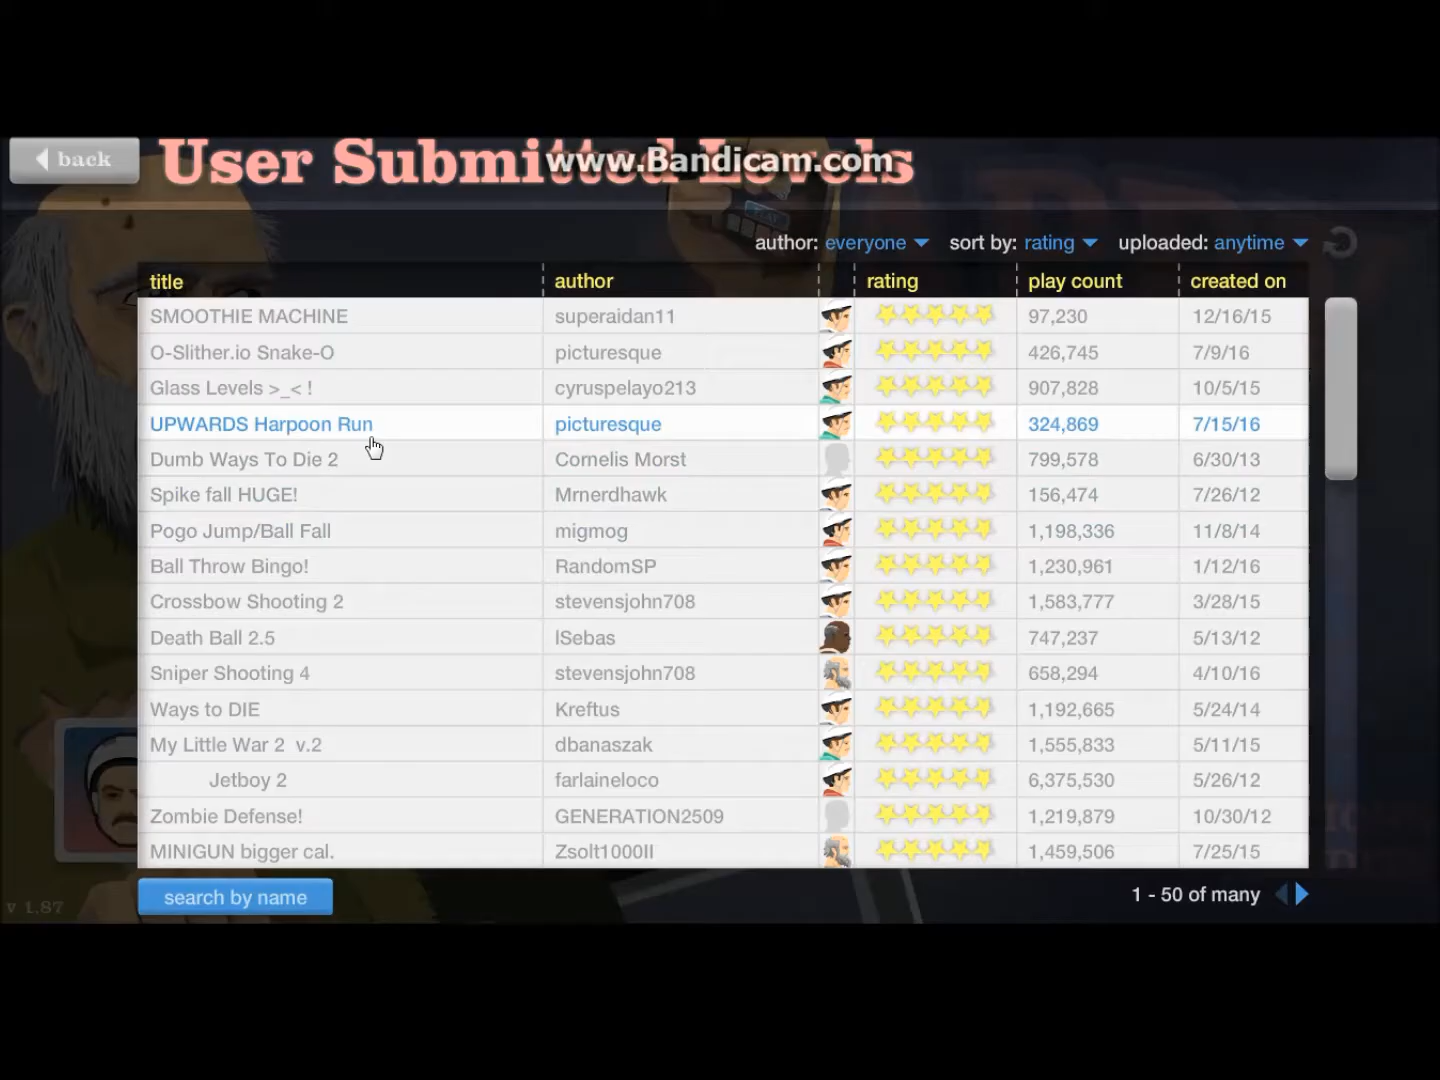 back
User Submitted Levels
www.Bandicam.com
author: everyone sort by: rating uploaded: anytime
title author rating play count created on
SMOOTHIE MACHINE superaidan11 97,230 12/16/15
O-Slither.io Snake-O picturesque 426,745 7/9/16
Glass Levels >_< ! cyruspelayo213 907,828 10/5/15
UPWARDS Harpoon Run picturesque 324,869 7/15/16
Dumb Ways To Die 2 Cornelis Morst 799,578 6/30/13
Spike fall HUGE! Mrnerdhawk 156,474 7/26/12
Pogo Jump/Ball Fall migmog 1,198,336 11/8/14
Ball Throw Bingo! RandomSP 1,230,961 1/12/16
Crossbow Shooting 2 stevensjohn708 1,583,777 3/28/15
Death Ball 2.5 lSebas 747,237 5/13/12
Sniper Shooting 4 stevensjohn708 658,294 4/10/16
Ways to DIE Kreftus 1,192,665 5/24/14
My Little War 2 v.2 dbanaszak 1,555,833 5/11/15
Jetboy 2 farlaineloco 6,375,530 5/26/12
Zombie Defense! GENERATION2509 1,219,879 10/30/12
MINIGUN bigger cal. Zsolt1000II 1,459,506 7/25/15
search by name 1 - 50 of many
v 1.87